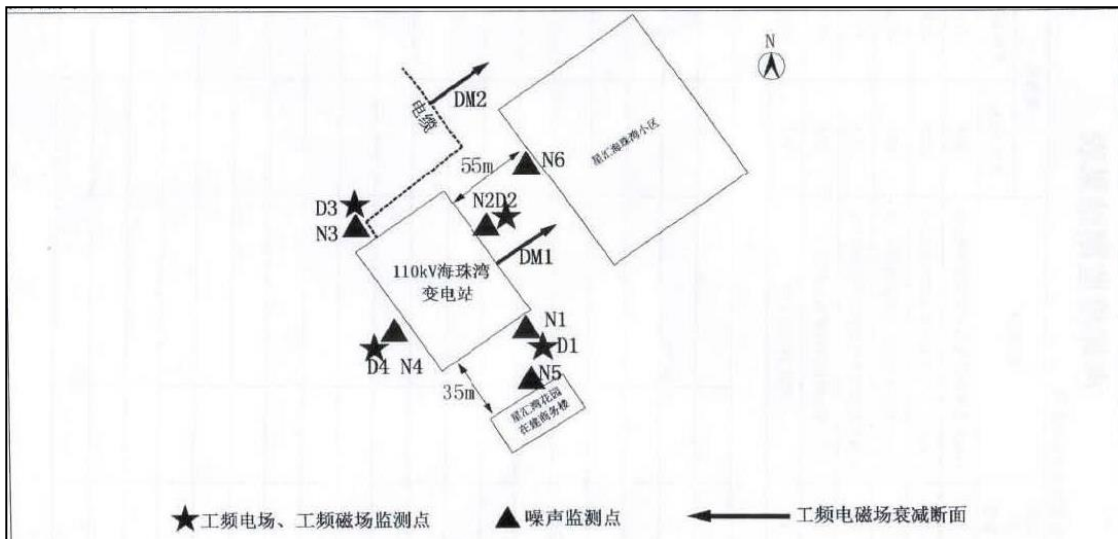 N
DM2
电缆
星汇海珠湾小区
55m
N6
D3
N2D2
N3
DM1
110kV海珠湾
变电站
N1
D1
D4 N4
N5
35m
星汇湾花园
在建商务楼
工频电场、工频磁场监测点
噪声监测点
工频电磁场衰减断面